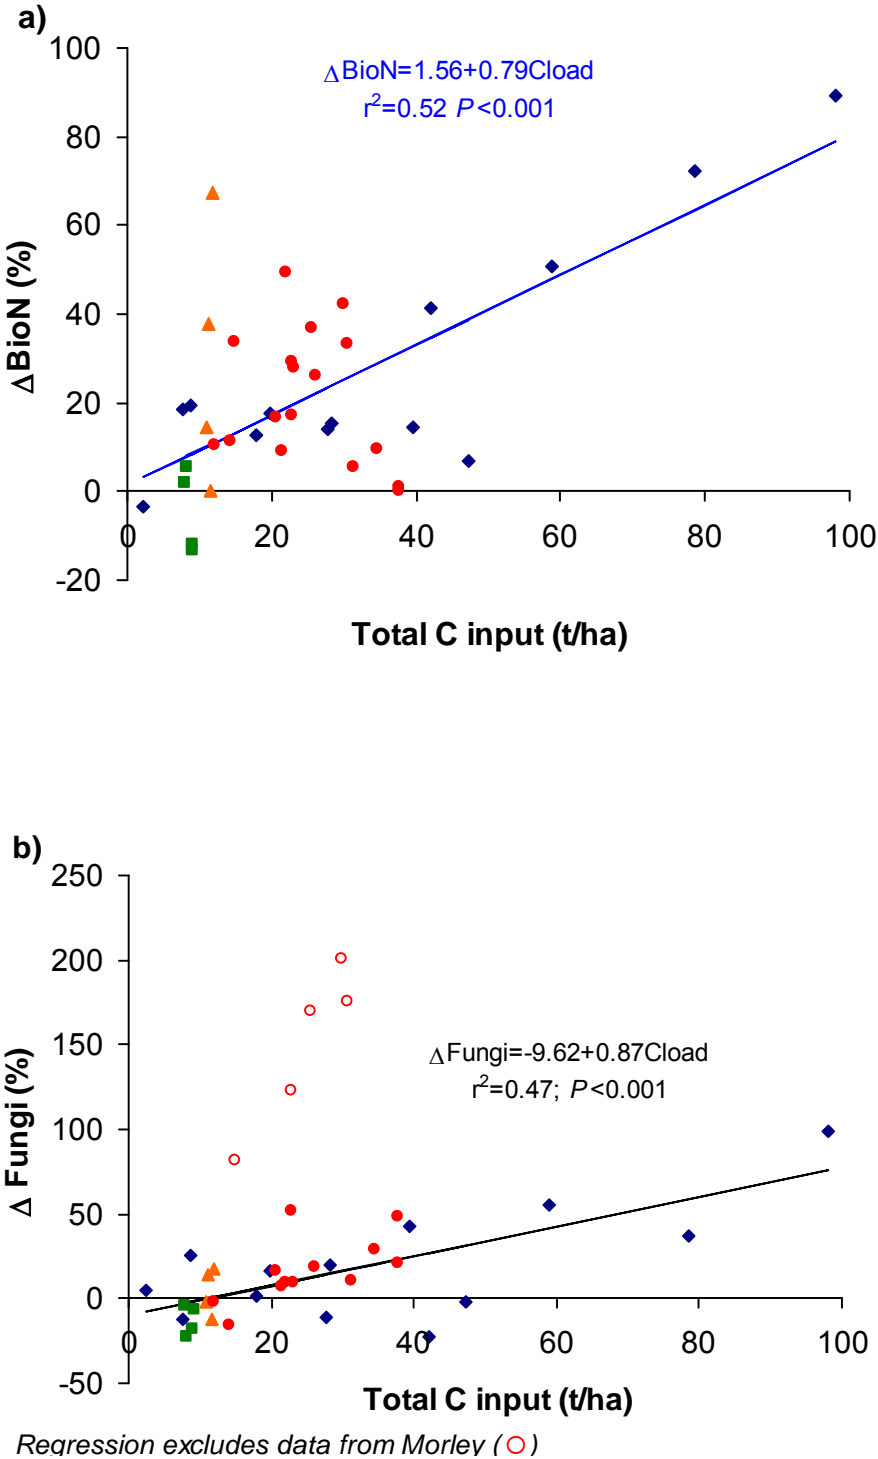 a)
100
80
60
40
20
0
-20
ΔBioN (%)
ΔBioN=1.56+0.79Cload
r²=0.52 P<0.001
0 20 40 60 80 100
Total C input (t/ha)
b)
250
200
150
100
50
0
-50
Δ Fungi (%)
ΔFungi=-9.62+0.87Cload
r²=0.47; P<0.001
0 20 40 60 80 100
Total C input (t/ha)
Regression excludes data from Morley (○)